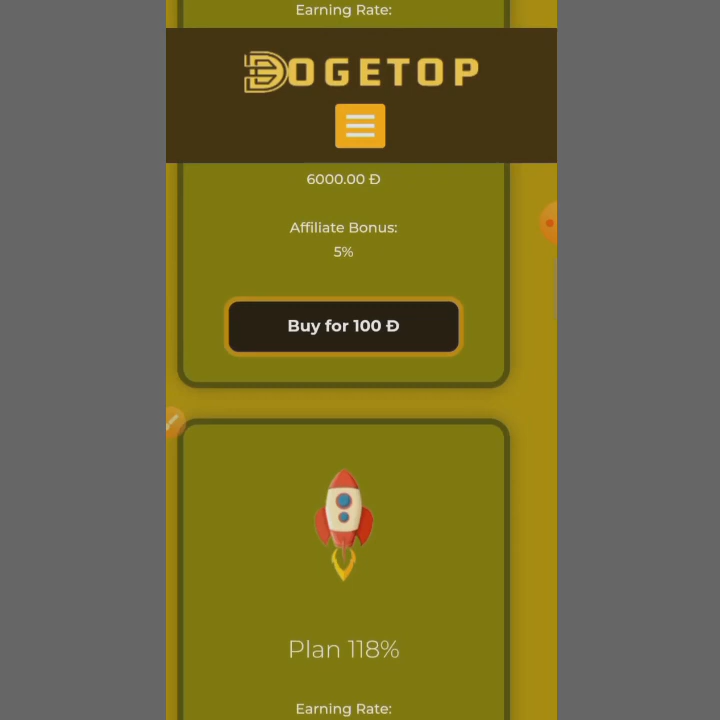 Earning Rate:
DOGETOP
6000.00 Ð
Affiliate Bonus:
5%
Buy for 100 Ð
Plan 118%
Earning Rate: